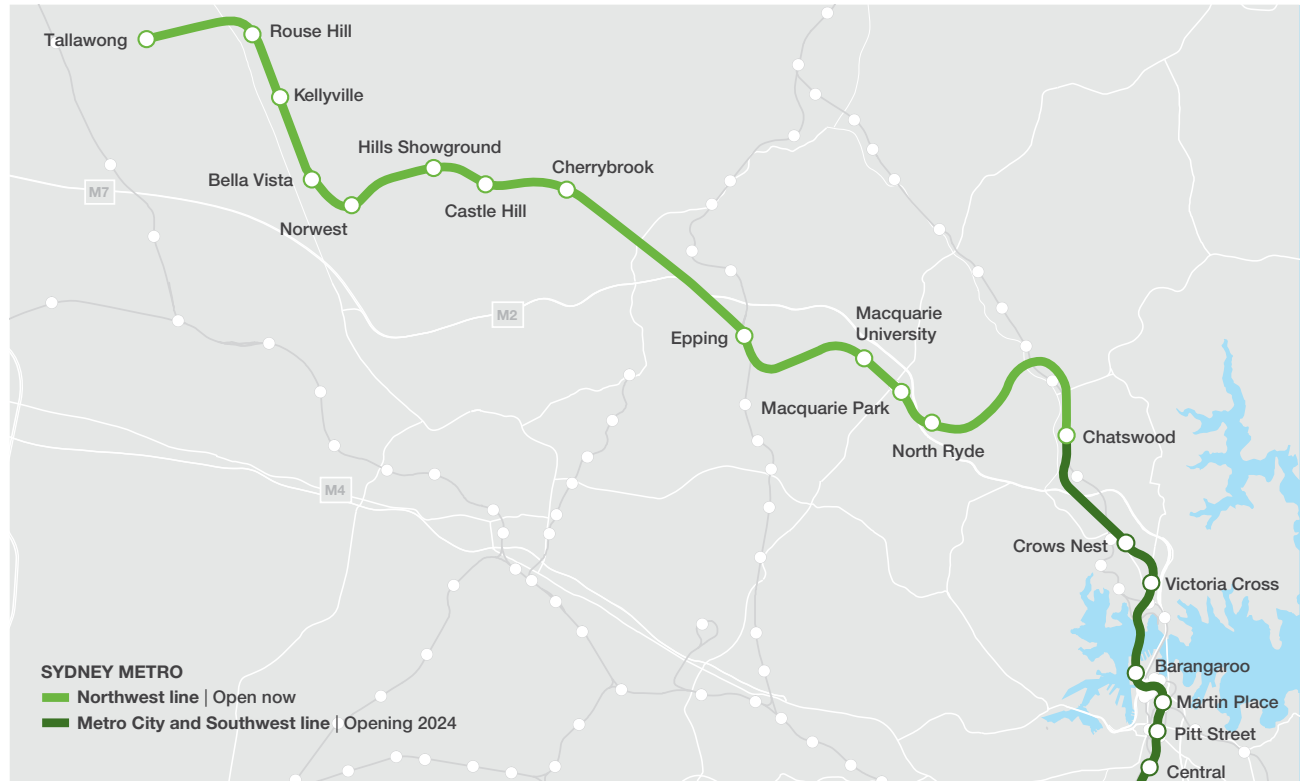 Tallawong
Rouse Hill
Kellyville
Hills Showground
Cherrybrook
Bella Vista
M7
Castle Hill
Norwest
Macquarie
University
M2
Epping
Macquarie Park
Chatswood
North Ryde
M4
Crows Nest
Victoria Cross
Barangaroo
SYDNEY METRO
Northwest line | Open now
Martin Place
Metro City and Southwest line | Opening 2024
Pitt Street
Central